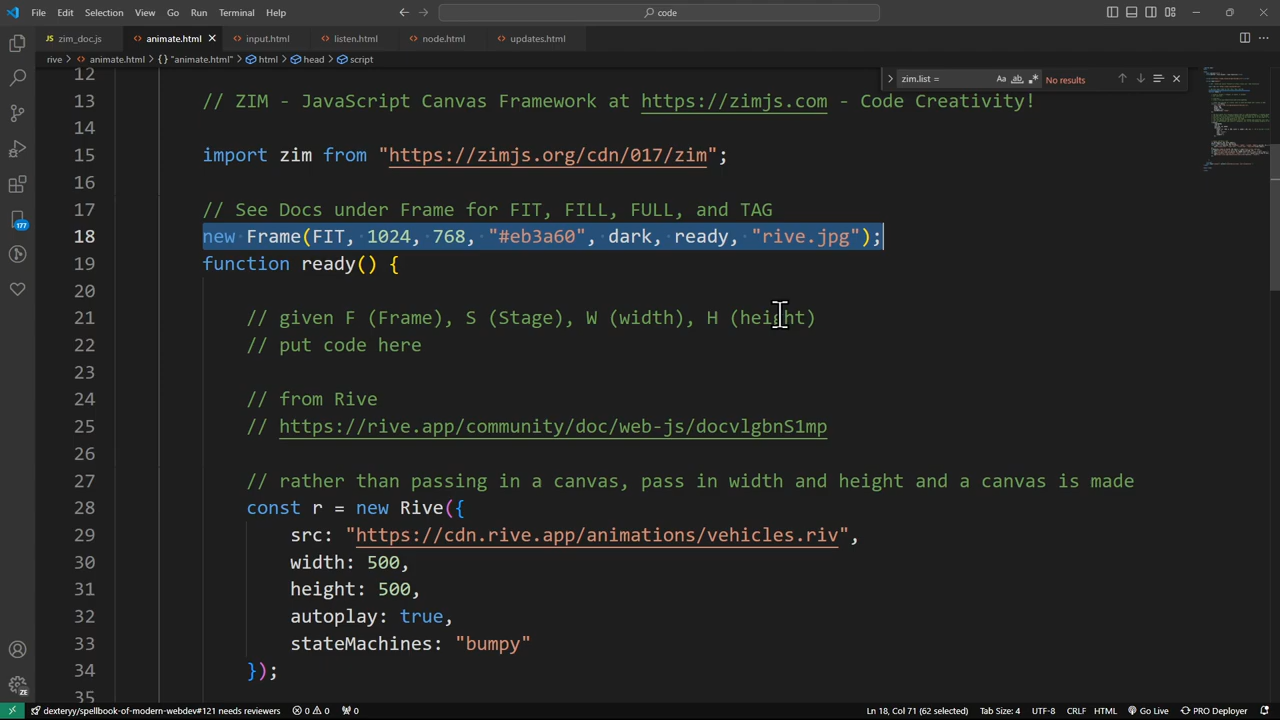 File Edit Selection View Go Run Terminal Help
code
zim_doc.js animate.html input.html listen.html node.html updates.html
rive > animate.html > {} "animate.html" > html > head > script
zim.list = Aa ab .* No results
12
13 // ZIM - JavaScript Canvas Framework at https://zimjs.com - Code Creativity!
14
15 import zim from "https://zimjs.org/cdn/017/zim";
16
17 // See Docs under Frame for FIT, FILL, FULL, and TAG
18 new Frame(FIT, 1024, 768, "#eb3a60", dark, ready, "rive.jpg");
19 function ready() {
20
21 // given F (Frame), S (Stage), W (width), H (height)
22 // put code here
23
24 // from Rive
25 // https://rive.app/community/doc/web-js/docvlgbnS1mp
26
27 // rather than passing in a canvas, pass in width and height and a canvas is made
28 const r = new Rive({
29 src: "https://cdn.rive.app/animations/vehicles.riv",
30 width: 500,
31 height: 500,
32 autoplay: true,
33 stateMachines: "bumpy"
34 });
35
177
ZE
dexteryy/spellbook-of-modern-webdev#121 needs reviewers 0 0 0 Ln 18, Col 71 (62 selected) Tab Size: 4 UTF-8 CRLF HTML Go Live PRO Deployer